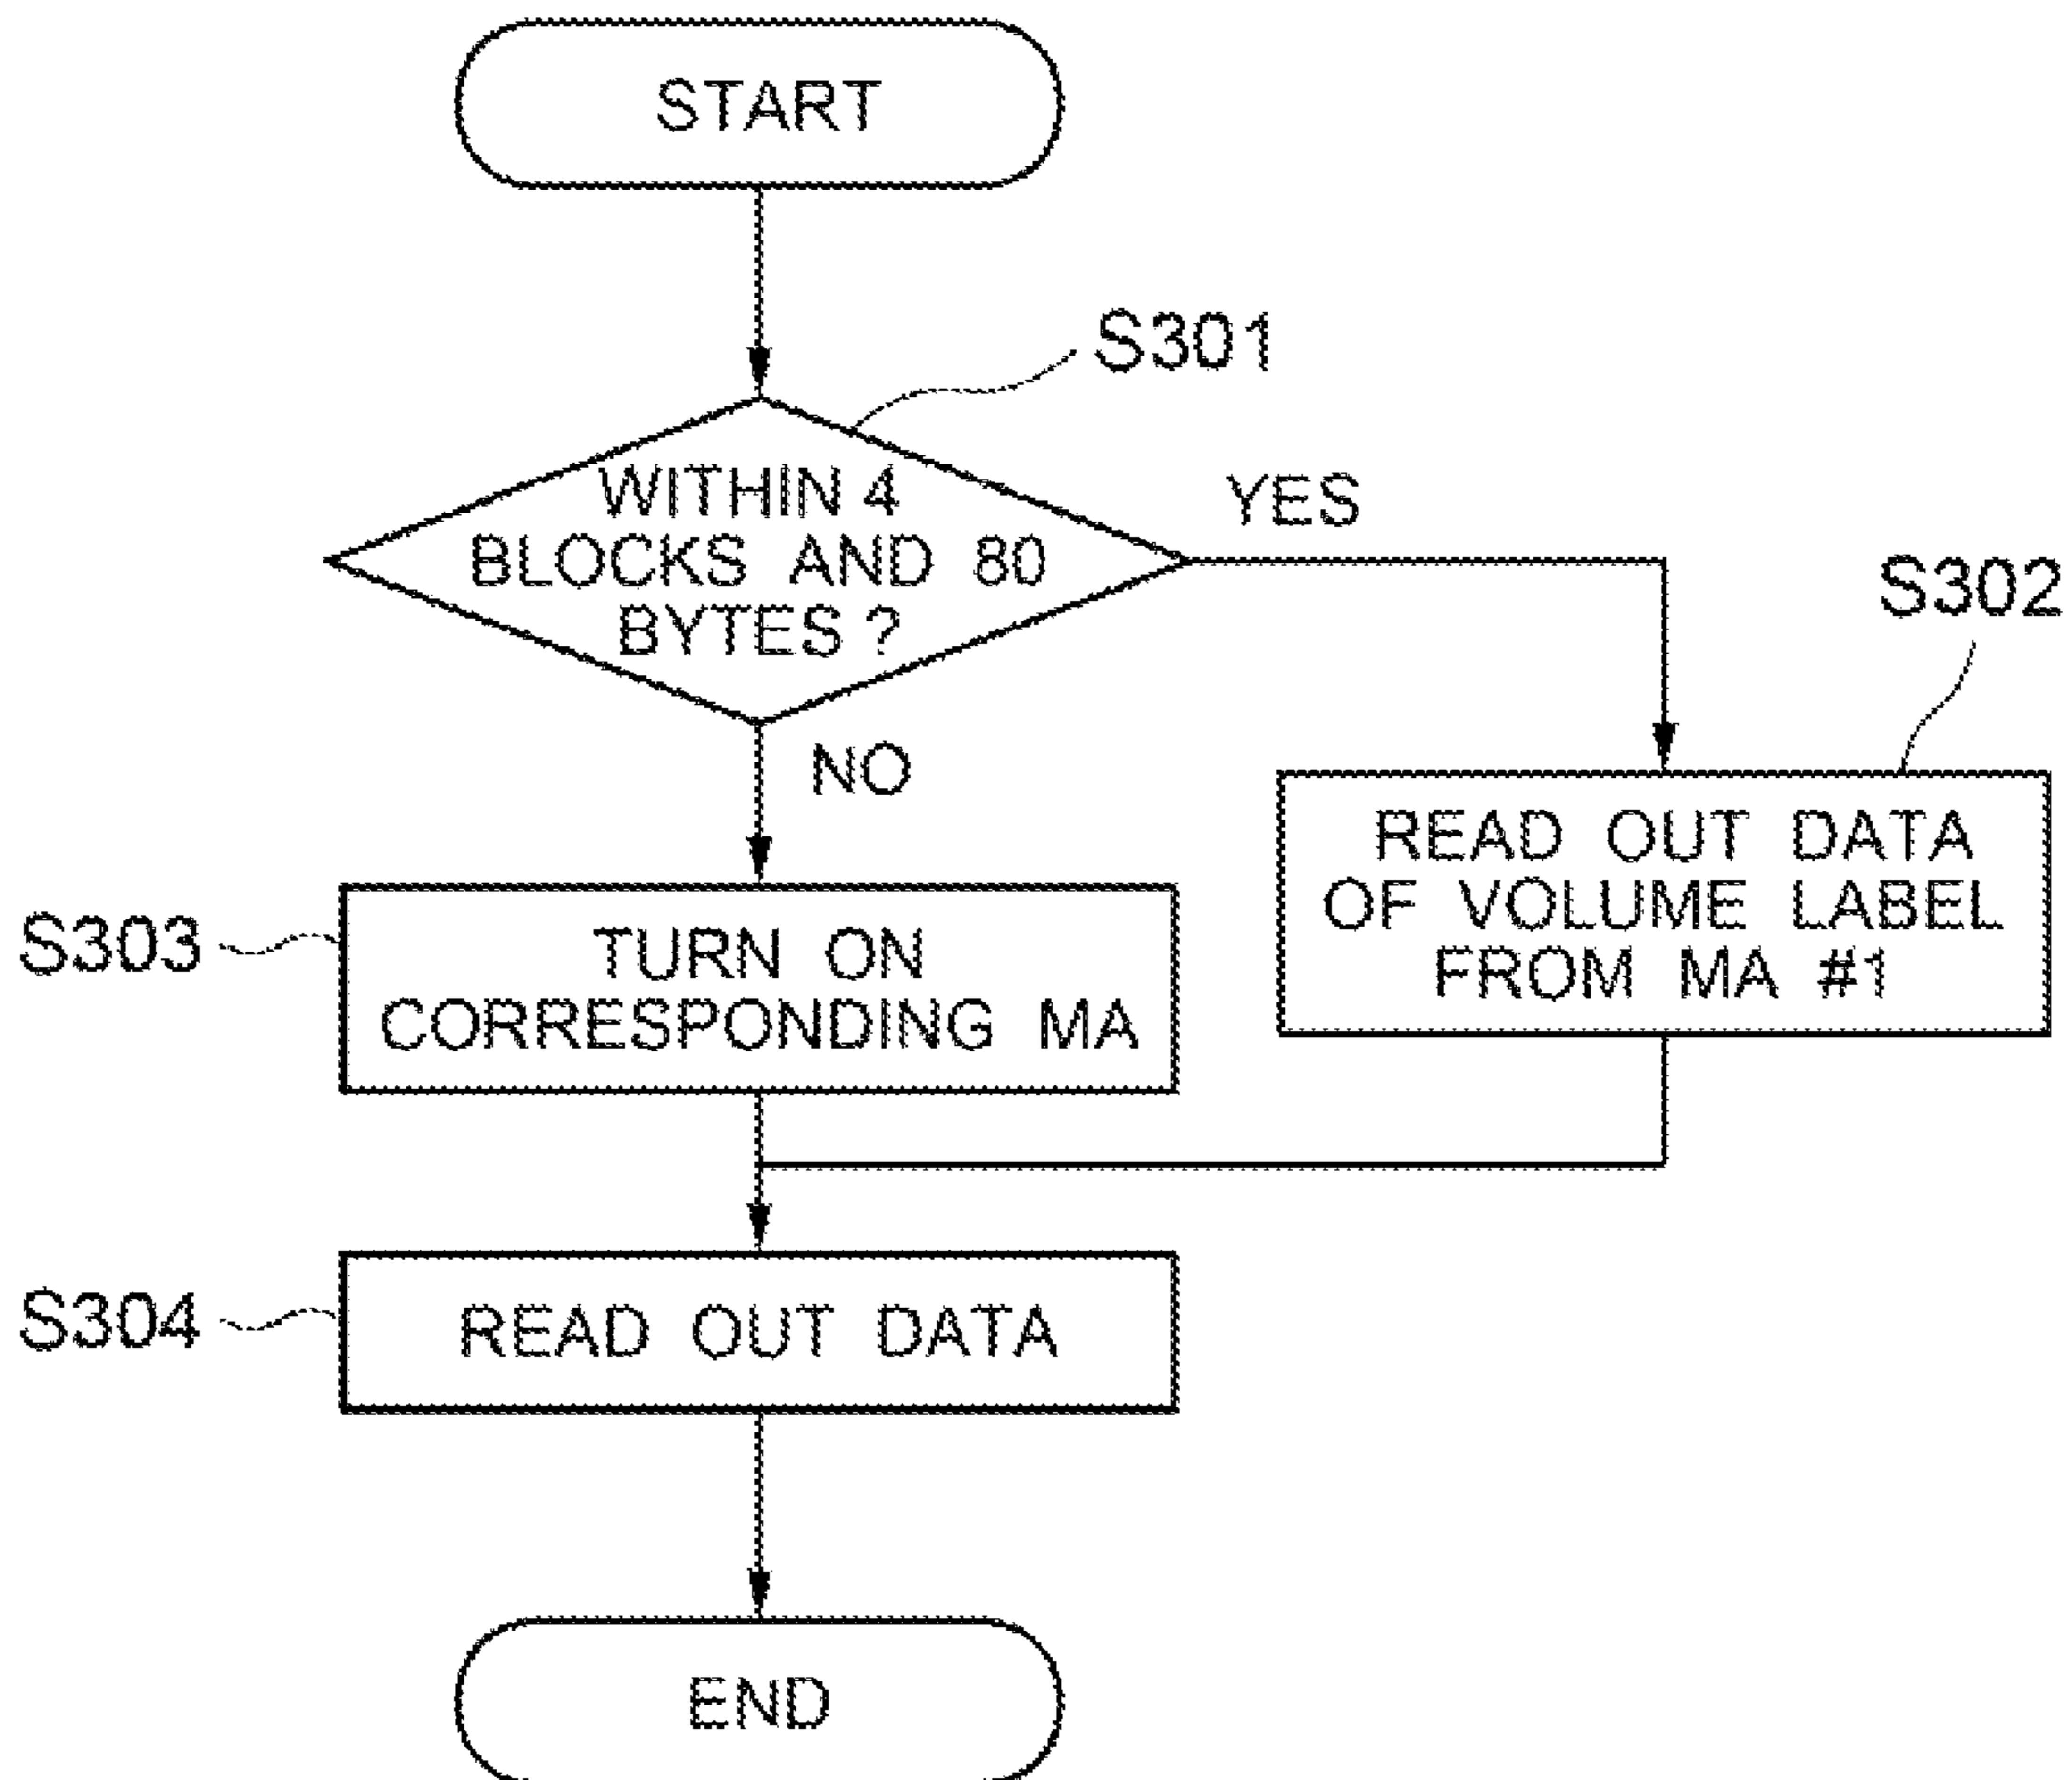 START
S301
WITHIN 4
BLOCKS AND 80
BYTES ?
YES
S302
NO
READ OUT DATA
OF VOLUME LABEL
FROM MA #1
S303
TURN ON
CORRESPONDING MA
S304
READ OUT DATA
END